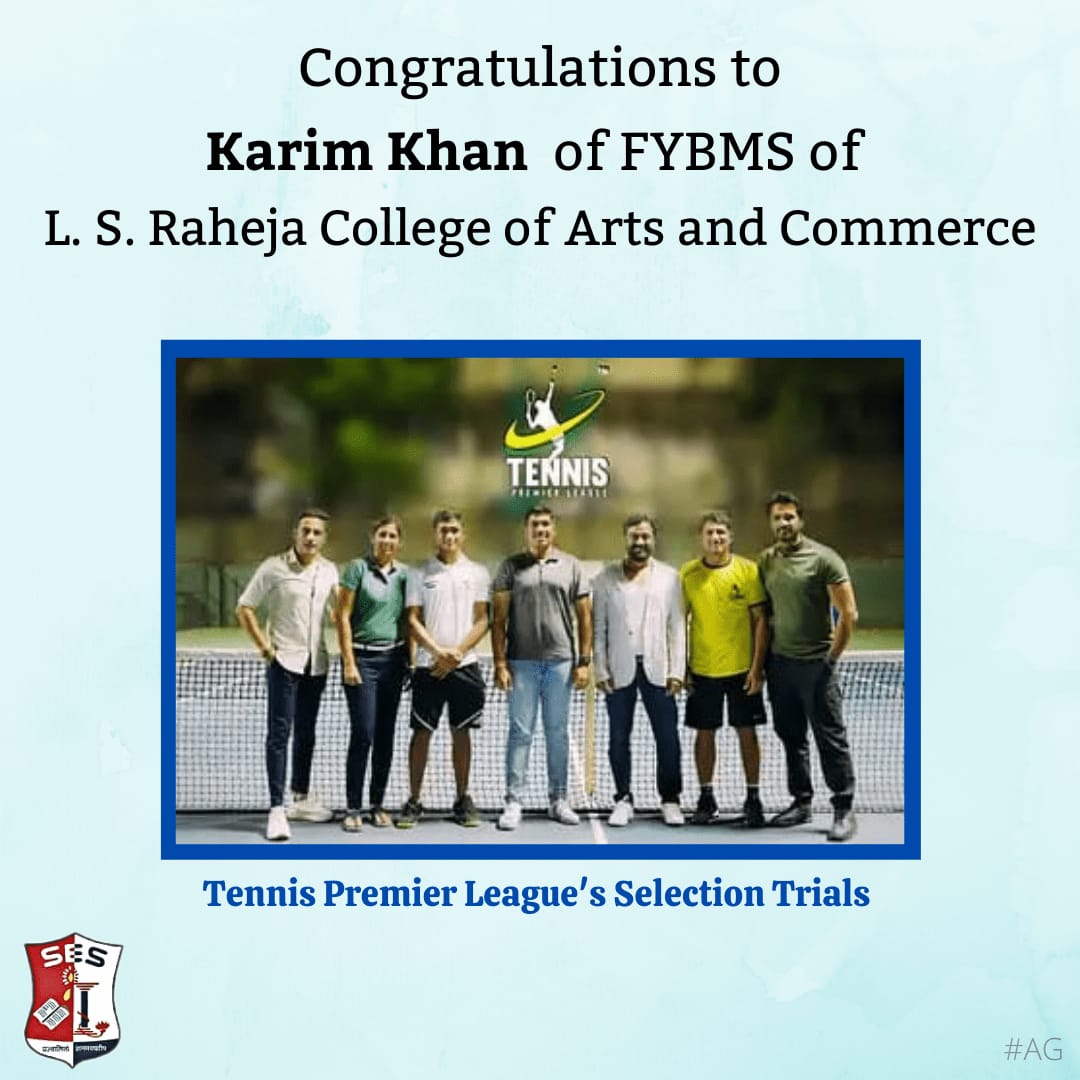 Congratulations to
Karim Khan of FYBMS of
L. S. Raheja College of Arts and Commerce
TENNIS
PREMIER LEAGUE
Tennis Premier League's Selection Trials
SES
#AG